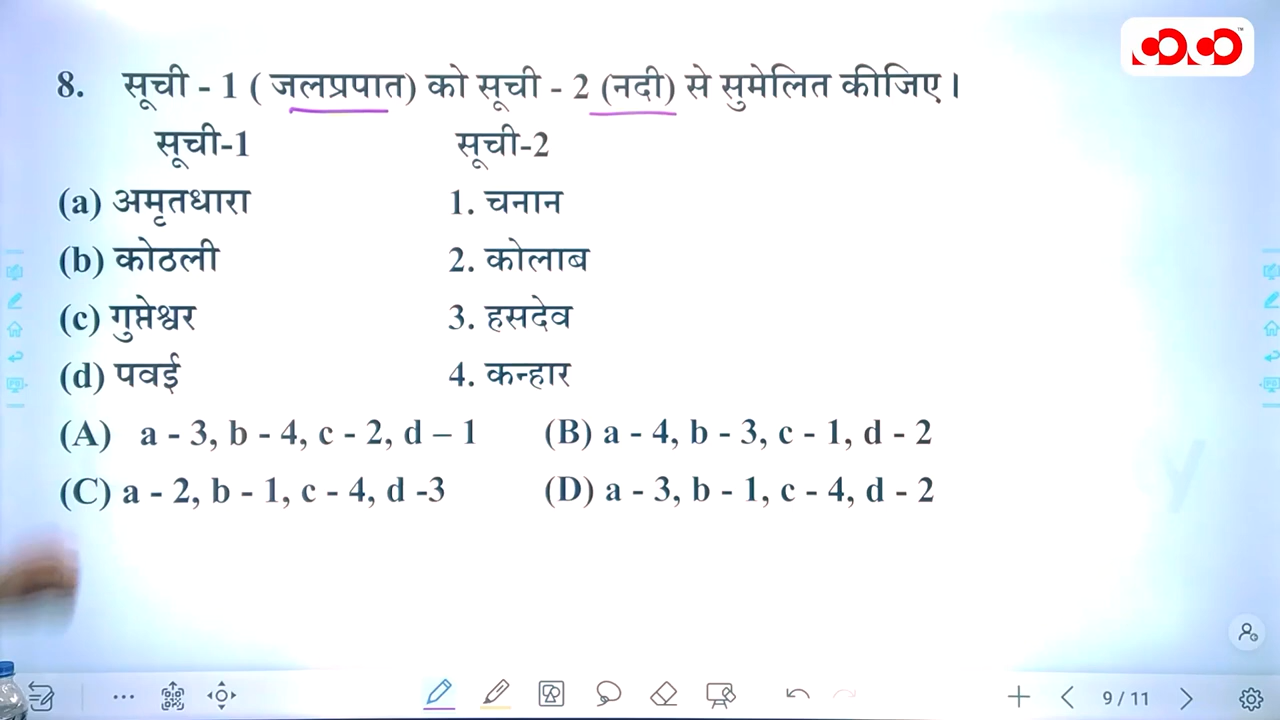 8. सूची - 1 ( जलप्रपात) को सूची - 2 (नदी) से सुमेलित कीजिए।
सूची-1 सूची-2
(a) अमृतधारा 1. चनान
(b) कोठली 2. कोलाब
(c) गुप्तेश्वर 3. हसदेव
(d) पवई 4. कन्हार
(A) a - 3, b - 4, c - 2, d – 1 (B) a - 4, b - 3, c - 1, d - 2
(C) a - 2, b - 1, c - 4, d -3 (D) a - 3, b - 1, c - 4, d - 2
9 / 11